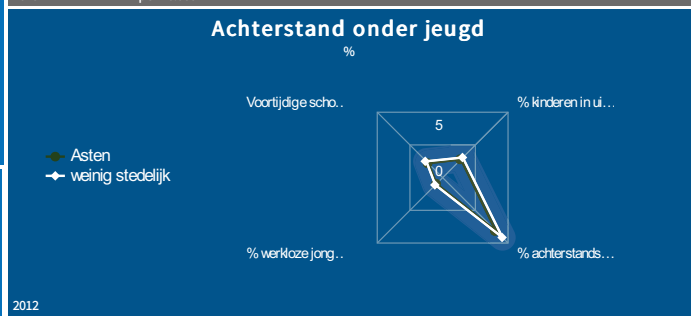 Achterstand onder jeugd
%
Voortijdige scho..
% kinderen in ui...
5
0
Asten
weinig stedelijk
% werkloze jong..
% achterstands...
2012